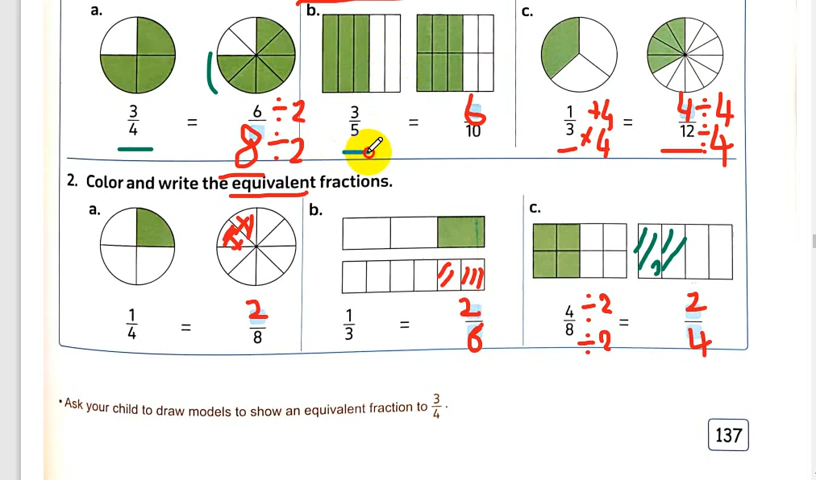 a.
b.
c.
3/4 = 6/8 ÷2 ÷2
3/5 = 6/10
1/3 ×4 ×4 = 4/12 ÷4 ÷4
2. Color and write the equivalent fractions.
a.
b.
c.
1/4 = 2/8
1/3 = 2/6
4/8 ÷2 ÷2 = 2/4
•Ask your child to draw models to show an equivalent fraction to 3/4.
137